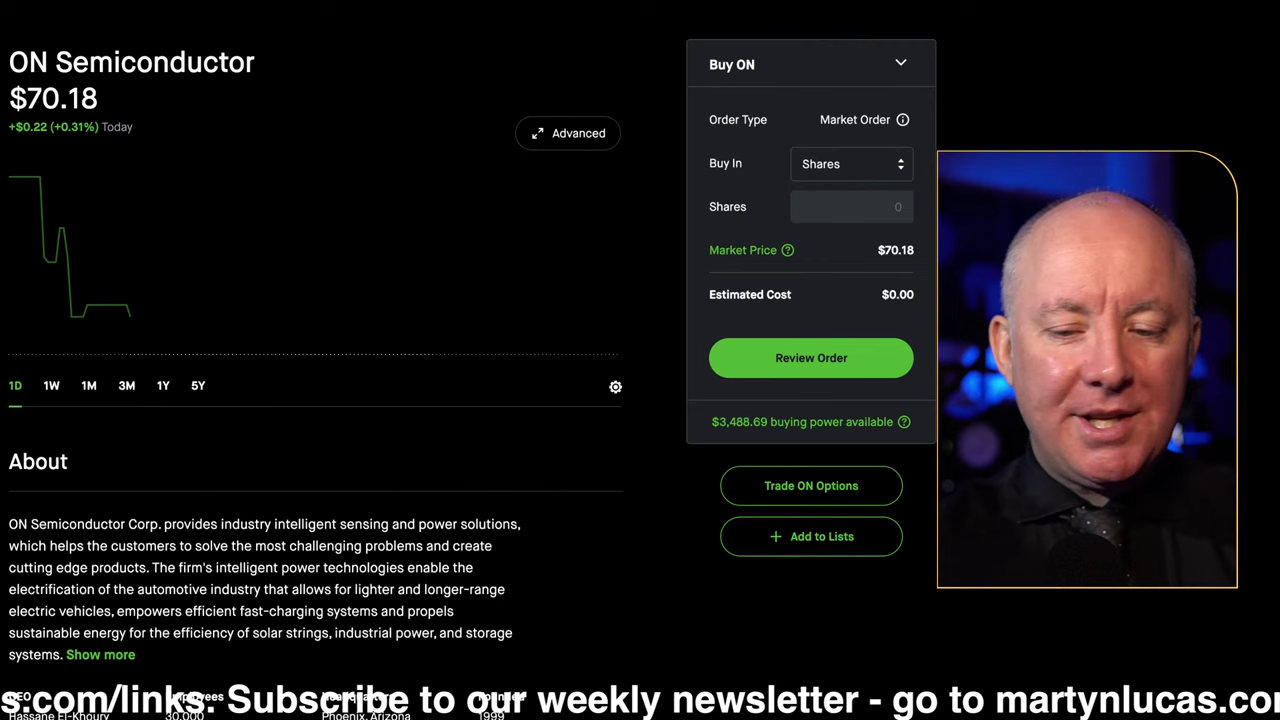 ON Semiconductor
$70.18
+$0.22 (+0.31%) Today
Advanced
1D 1W 1M 3M 1Y 5Y
About
ON Semiconductor Corp. provides industry intelligent sensing and power solutions,
which helps the customers to solve the most challenging problems and create
cutting edge products. The firm's intelligent power technologies enable the
electrification of the automotive industry that allows for lighter and longer-range
electric vehicles, empowers efficient fast-charging systems and propels
sustainable energy for the efficiency of solar strings, industrial power, and storage
systems. Show more
Buy ON
Order Type Market Order
Buy In Shares
Shares 0
Market Price $70.18
Estimated Cost $0.00
Review Order
$3,488.69 buying power available
Trade ON Options
+ Add to Lists
Hassane El-Khoury 30,000 Phoenix, Arizona 1999
s.com/links. Subscribe to our weekly newsletter - go to martynlucas.co